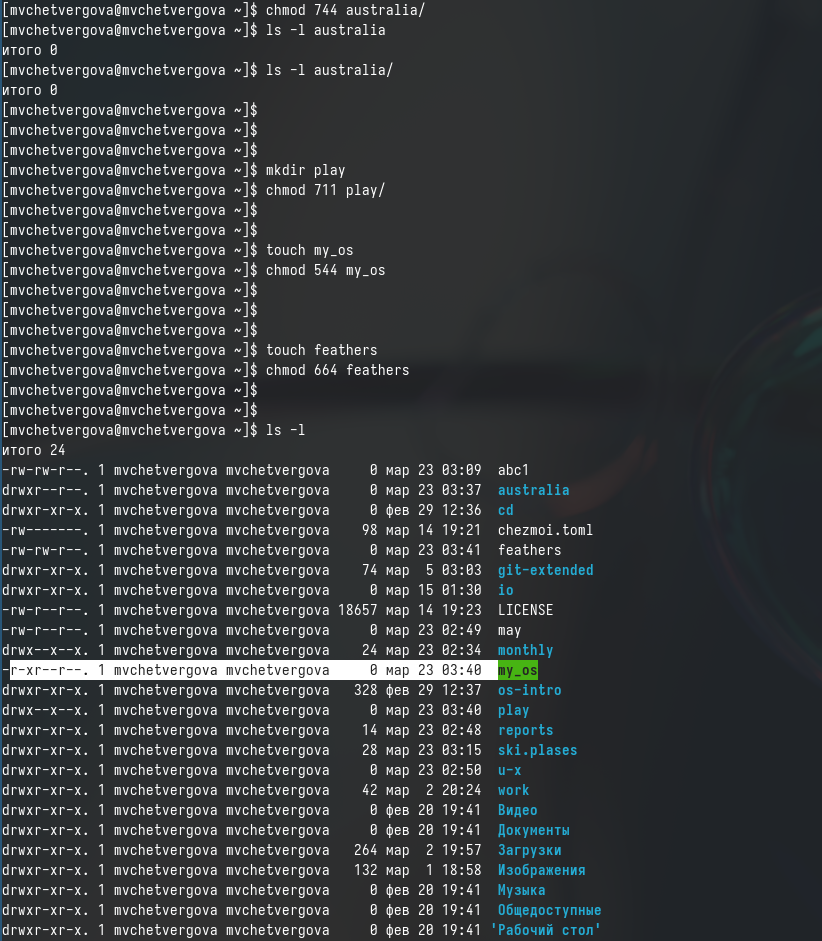 [mvchetvergova@mvchetvergova ~]$ chmod 744 australia/
[mvchetvergova@mvchetvergova ~]$ ls -l australia
итого 0
[mvchetvergova@mvchetvergova ~]$ ls -l australia/
итого 0
[mvchetvergova@mvchetvergova ~]$
[mvchetvergova@mvchetvergova ~]$
[mvchetvergova@mvchetvergova ~]$
[mvchetvergova@mvchetvergova ~]$ mkdir play
[mvchetvergova@mvchetvergova ~]$ chmod 711 play/
[mvchetvergova@mvchetvergova ~]$
[mvchetvergova@mvchetvergova ~]$
[mvchetvergova@mvchetvergova ~]$ touch my_os
[mvchetvergova@mvchetvergova ~]$ chmod 544 my_os
[mvchetvergova@mvchetvergova ~]$
[mvchetvergova@mvchetvergova ~]$
[mvchetvergova@mvchetvergova ~]$
[mvchetvergova@mvchetvergova ~]$ touch feathers
[mvchetvergova@mvchetvergova ~]$ chmod 664 feathers
[mvchetvergova@mvchetvergova ~]$
[mvchetvergova@mvchetvergova ~]$
[mvchetvergova@mvchetvergova ~]$ ls -l
итого 24
-rw-rw-r--. 1 mvchetvergova mvchetvergova     0 мар 23 03:09  abc1
drwxr--r--. 1 mvchetvergova mvchetvergova     0 мар 23 03:37  australia
drwxr-xr-x. 1 mvchetvergova mvchetvergova     0 фев 29 12:36  cd
-rw-------. 1 mvchetvergova mvchetvergova    98 мар 14 19:21  chezmoi.toml
-rw-rw-r--. 1 mvchetvergova mvchetvergova     0 мар 23 03:41  feathers
drwxr-xr-x. 1 mvchetvergova mvchetvergova    74 мар  5 03:03  git-extended
drwxr-xr-x. 1 mvchetvergova mvchetvergova     0 мар 15 01:30  io
-rw-r--r--. 1 mvchetvergova mvchetvergova 18657 мар 14 19:23  LICENSE
-rw-r--r--. 1 mvchetvergova mvchetvergova     0 мар 23 02:49  may
drwx--x--x. 1 mvchetvergova mvchetvergova    24 мар 23 02:34  monthly
-r-xr--r--. 1 mvchetvergova mvchetvergova     0 мар 23 03:40  my_os
drwxr-xr-x. 1 mvchetvergova mvchetvergova   328 фев 29 12:37  os-intro
drwx--x--x. 1 mvchetvergova mvchetvergova     0 мар 23 03:40  play
drwxr-xr-x. 1 mvchetvergova mvchetvergova    14 мар 23 02:48  reports
drwxr-xr-x. 1 mvchetvergova mvchetvergova    28 мар 23 03:15  ski.plases
drwxr-xr-x. 1 mvchetvergova mvchetvergova     0 мар 23 02:50  u-x
drwxr-xr-x. 1 mvchetvergova mvchetvergova    42 мар  2 20:24  work
drwxr-xr-x. 1 mvchetvergova mvchetvergova     0 фев 20 19:41  Видео
drwxr-xr-x. 1 mvchetvergova mvchetvergova     0 фев 20 19:41  Документы
drwxr-xr-x. 1 mvchetvergova mvchetvergova   264 мар  2 19:57  Загрузки
drwxr-xr-x. 1 mvchetvergova mvchetvergova   132 мар  1 18:58  Изображения
drwxr-xr-x. 1 mvchetvergova mvchetvergova     0 фев 20 19:41  Музыка
drwxr-xr-x. 1 mvchetvergova mvchetvergova     0 фев 20 19:41  Общедоступные
drwxr-xr-x. 1 mvchetvergova mvchetvergova     0 фев 20 19:41 'Рабочий стол'